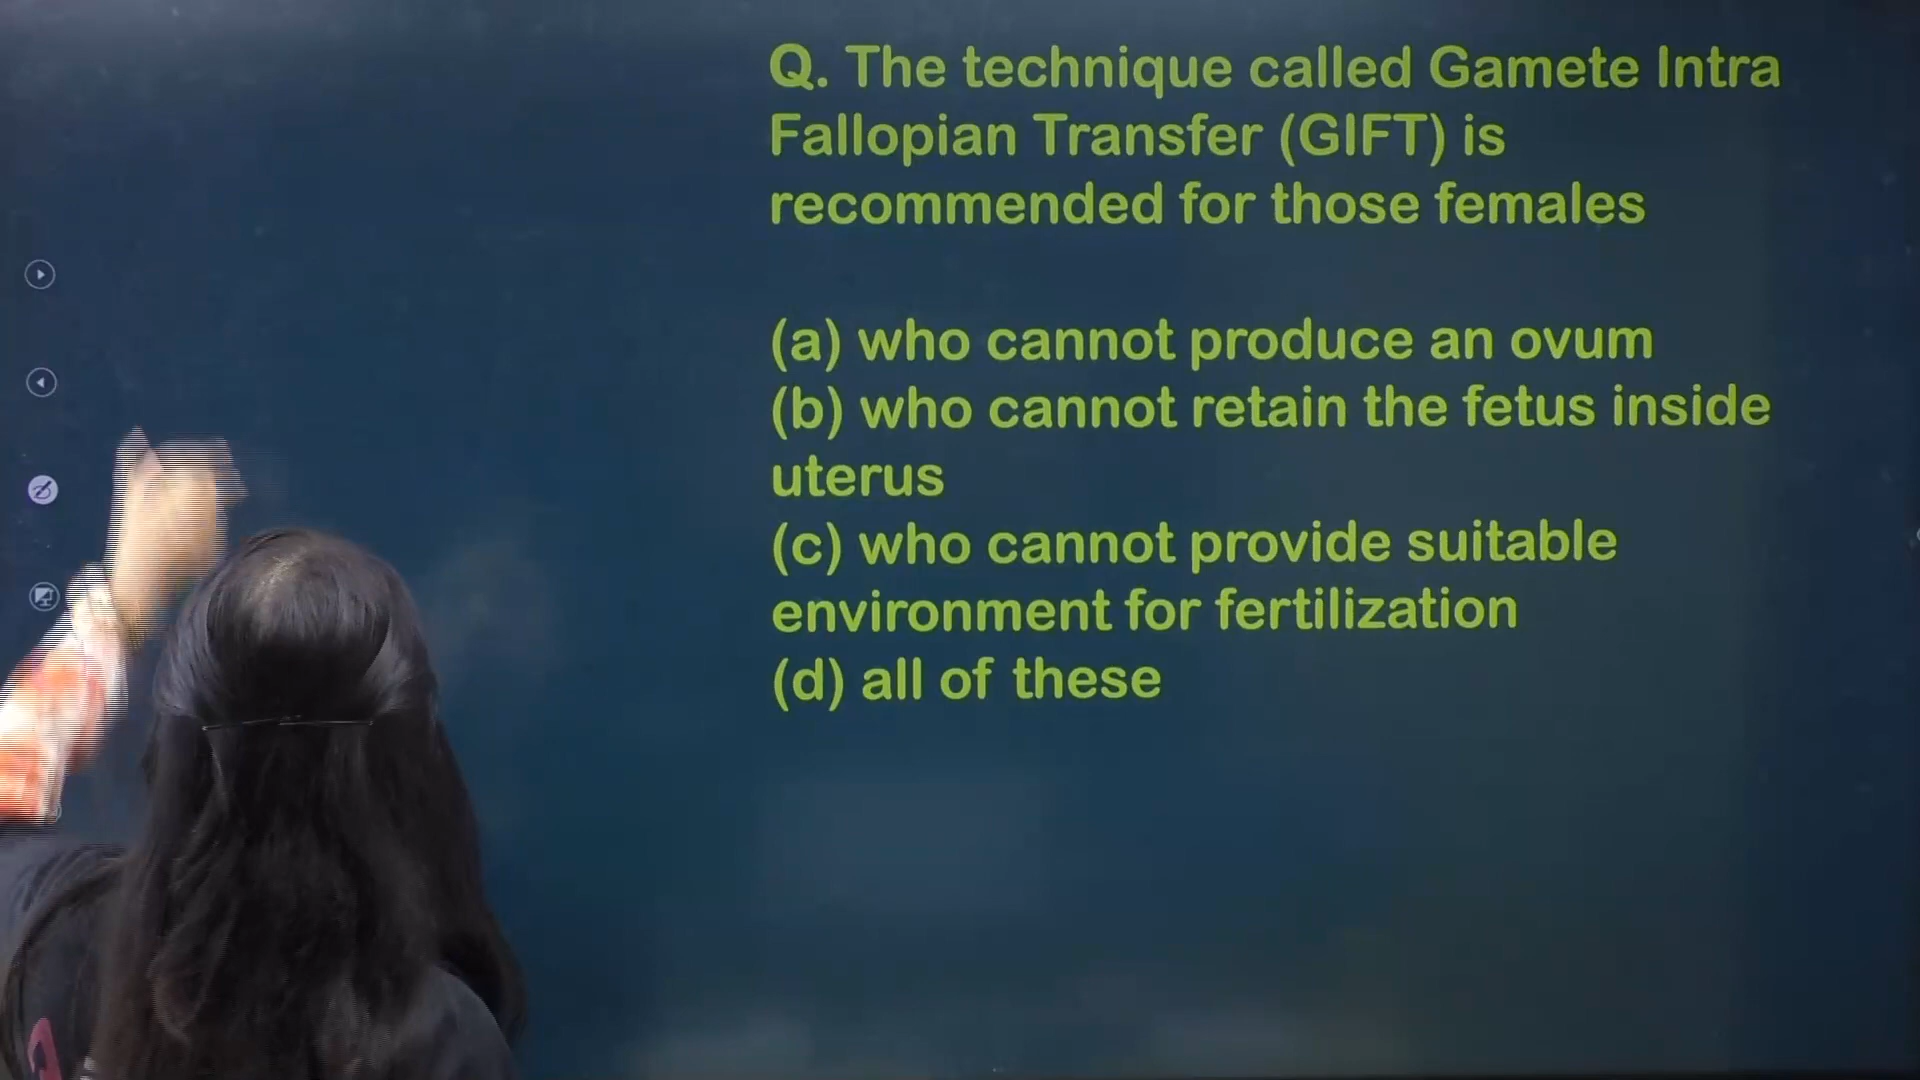 Q. The technique called Gamete Intra
Fallopian Transfer (GIFT) is
recommended for those females
(a) who cannot produce an ovum
(b) who cannot retain the fetus inside
uterus
(c) who cannot provide suitable
environment for fertilization
(d) all of these